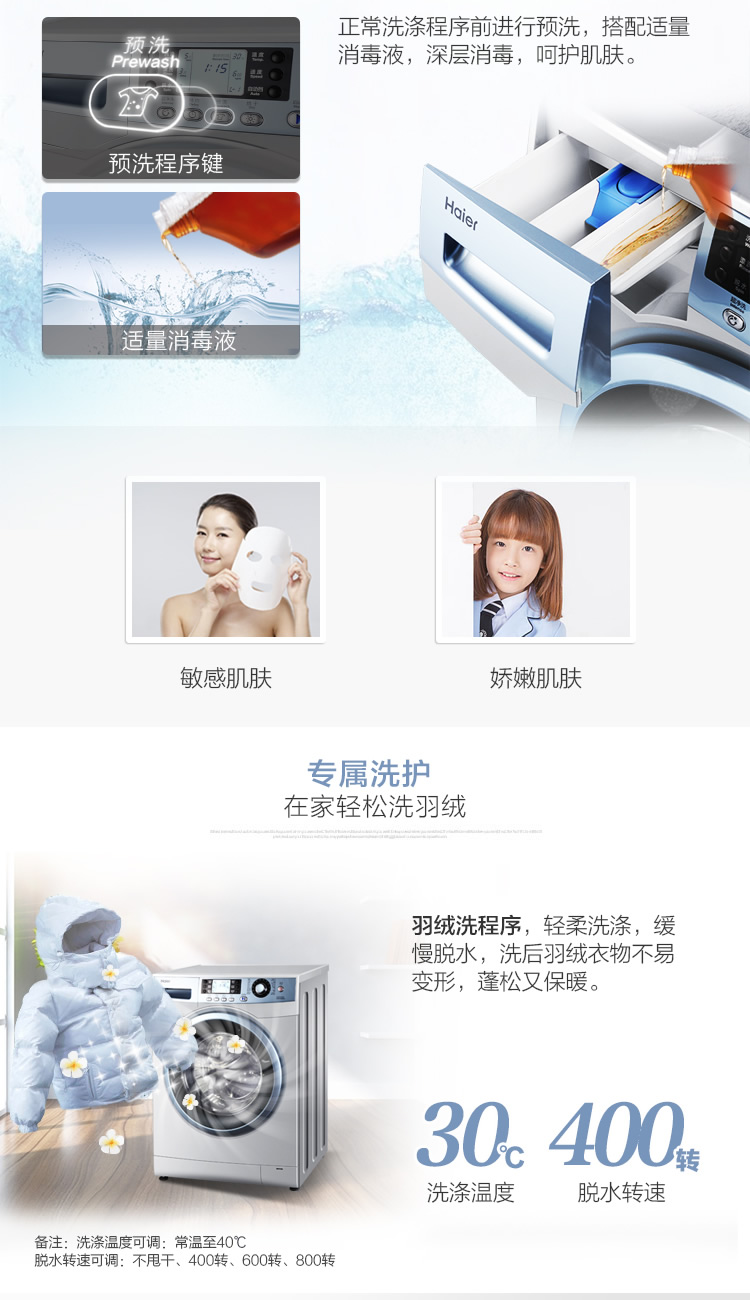 正常洗涤程序前进行预洗，搭配适量
消毒液，深层消毒，呵护肌肤。
预洗
Prewash
1:15
预洗程序键
Haier
适量消毒液
敏感肌肤
娇嫩肌肤
专属洗护
在家轻松洗羽绒
羽绒洗程序，轻柔洗涤，缓
慢脱水，洗后羽绒衣物不易
变形，蓬松又保暖。
30℃ 400转
洗涤温度 脱水转速
备注：洗涤温度可调：常温至40℃
脱水转速可调：不甩干、400转、600转、800转